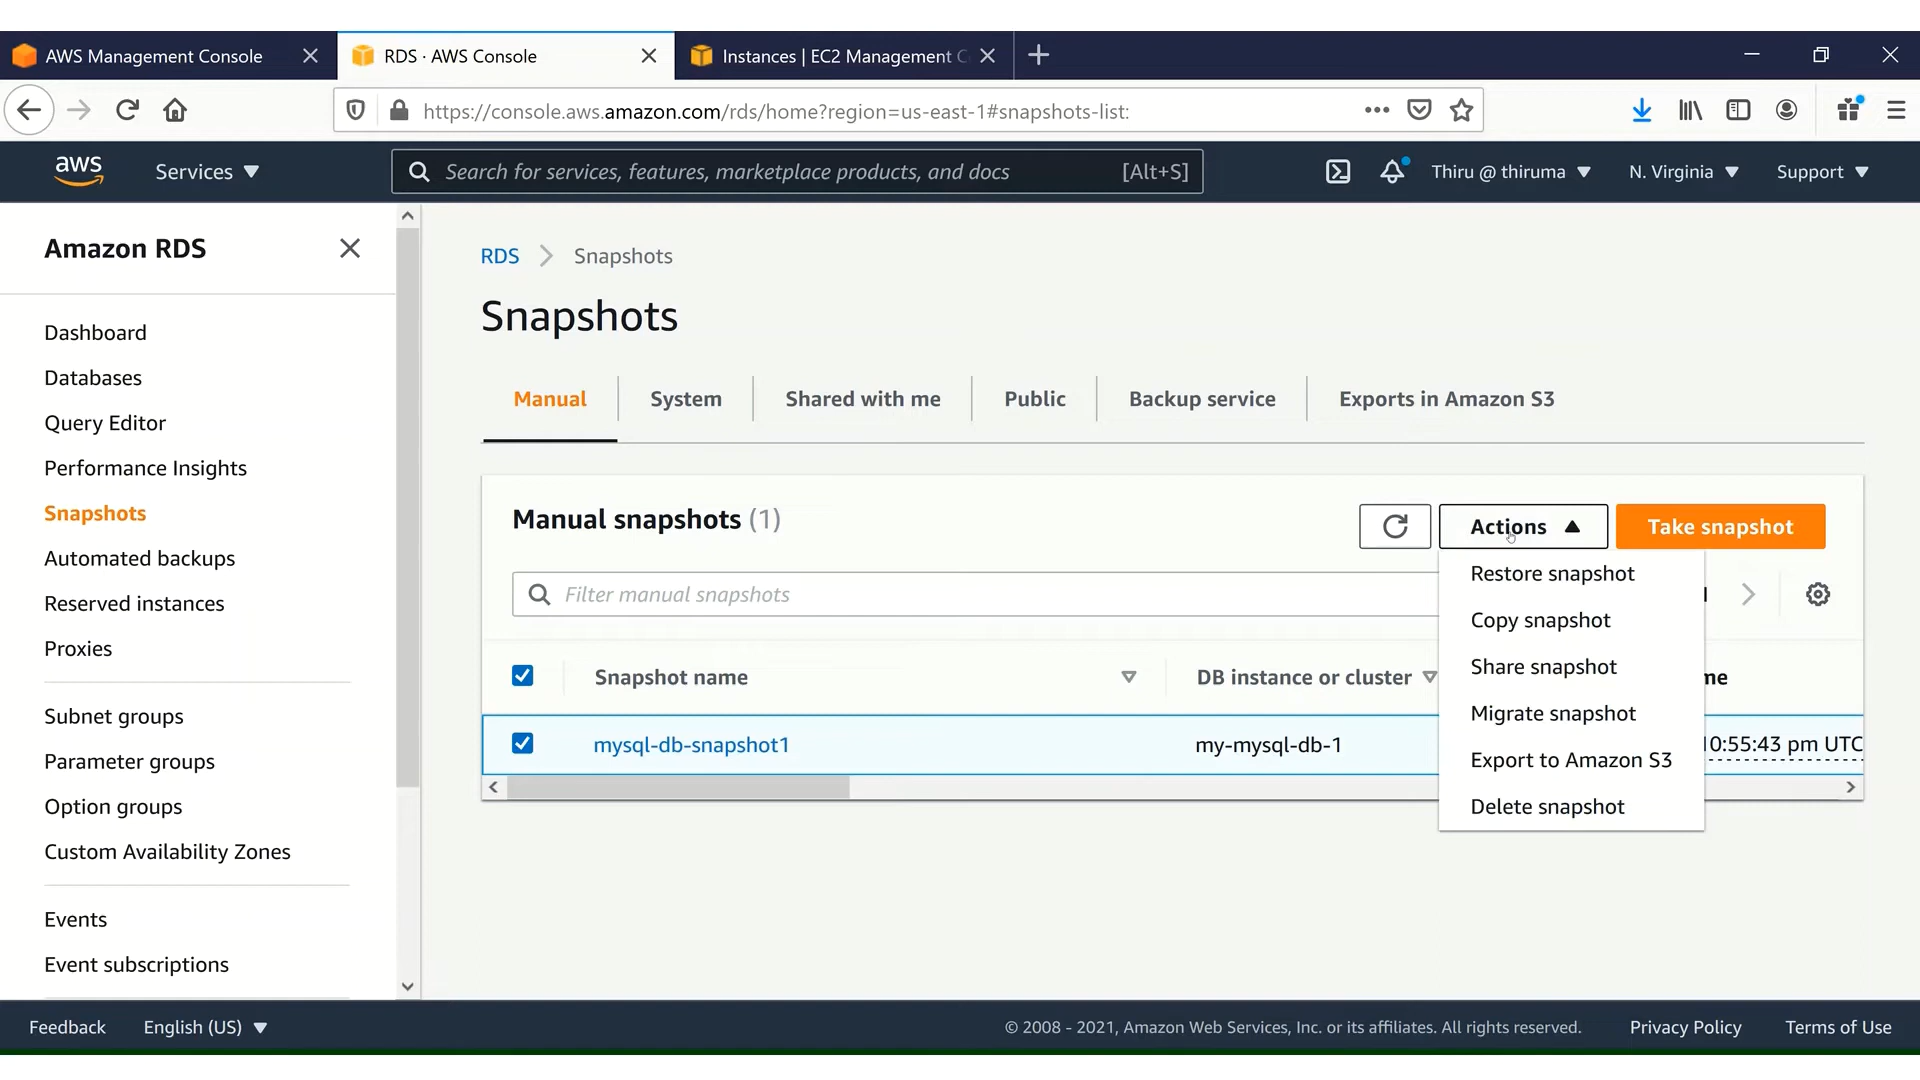 AWS Management Console
RDS · AWS Console
Instances | EC2 Management C
https://console.aws.amazon.com/rds/home?region=us-east-1#snapshots-list:
aws
Services
Search for services, features, marketplace products, and docs
[Alt+S]
Thiru @ thiruma
N. Virginia
Support
Amazon RDS
Dashboard
Databases
Query Editor
Performance Insights
Snapshots
Automated backups
Reserved instances
Proxies
Subnet groups
Parameter groups
Option groups
Custom Availability Zones
Events
Event subscriptions
RDS
Snapshots
Snapshots
Manual
System
Shared with me
Public
Backup service
Exports in Amazon S3
Manual snapshots (1)
Actions
Take snapshot
Filter manual snapshots
Restore snapshot
Copy snapshot
Share snapshot
Migrate snapshot
Export to Amazon S3
Delete snapshot
Snapshot name
DB instance or cluster
me
mysql-db-snapshot1
my-mysql-db-1
10:55:43 pm UTC
Feedback
English (US)
© 2008 - 2021, Amazon Web Services, Inc. or its affiliates. All rights reserved.
Privacy Policy
Terms of Use